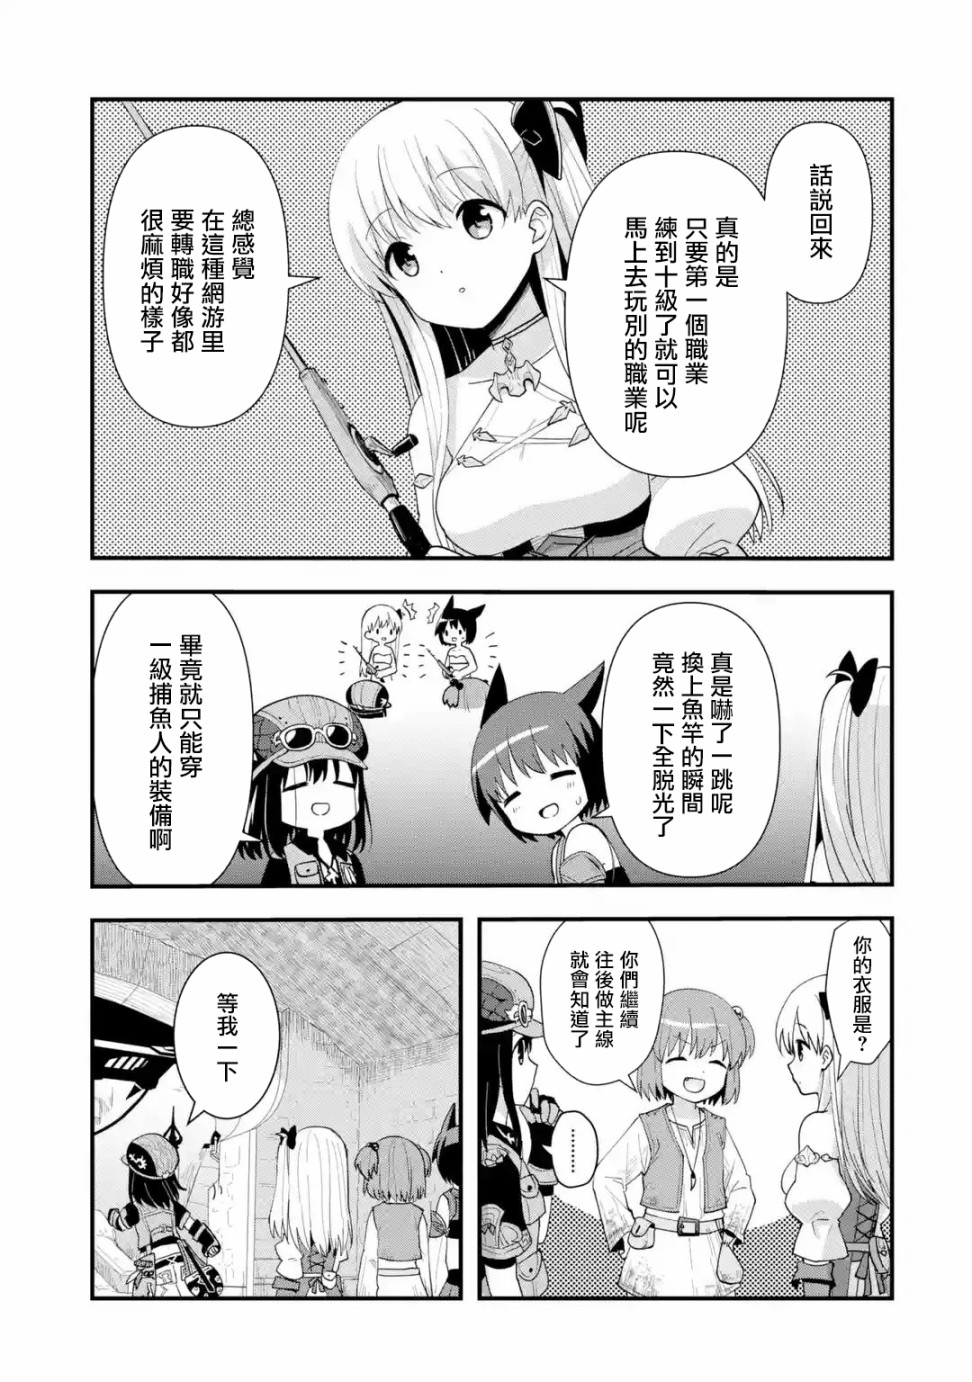 話說回來
真的是
只要第一個職業
練到十級了就可以
馬上去玩別的職業呢
總感覺
在這種網游里
要轉職好像都
很麻煩的樣子
真是嚇了一跳呢
換上魚竿的瞬間
竟然一下全脫光了
畢竟就只能穿
一級捕魚人的裝備啊
你的衣服是?
你們繼續
往後做主線
就會知道了
………
等我一下